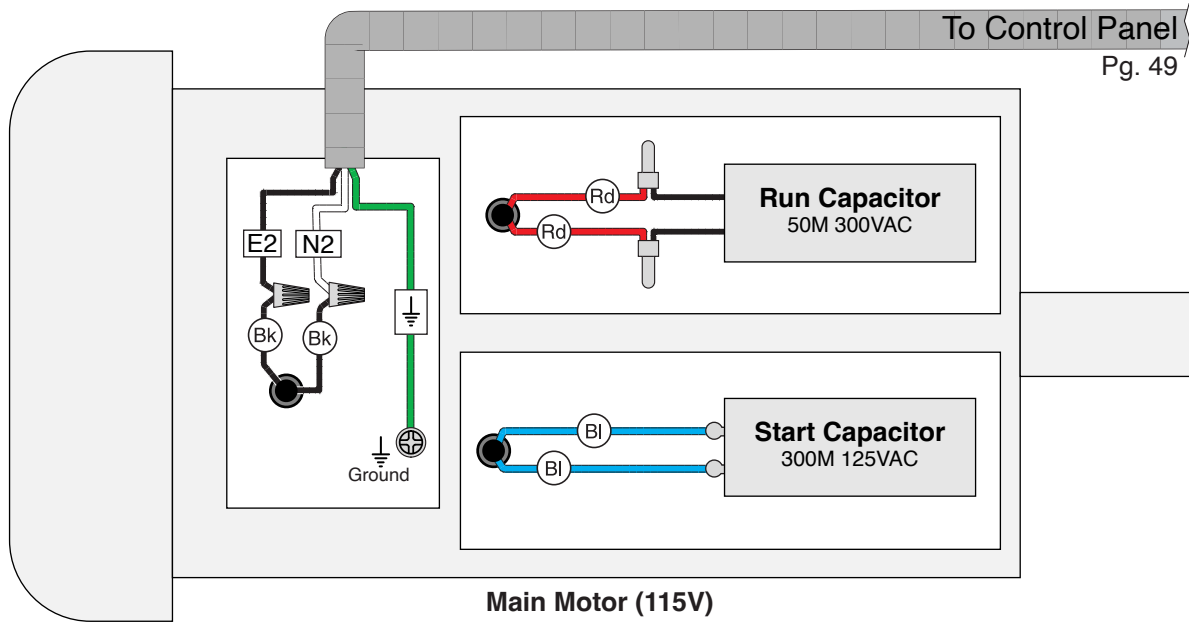 To Control Panel
Pg. 49
E2 N2
Bk Bk
Ground
Rd
Rd
Run Capacitor
50M 300VAC
Bl
Bl
Start Capacitor
300M 125VAC
Main Motor (115V)